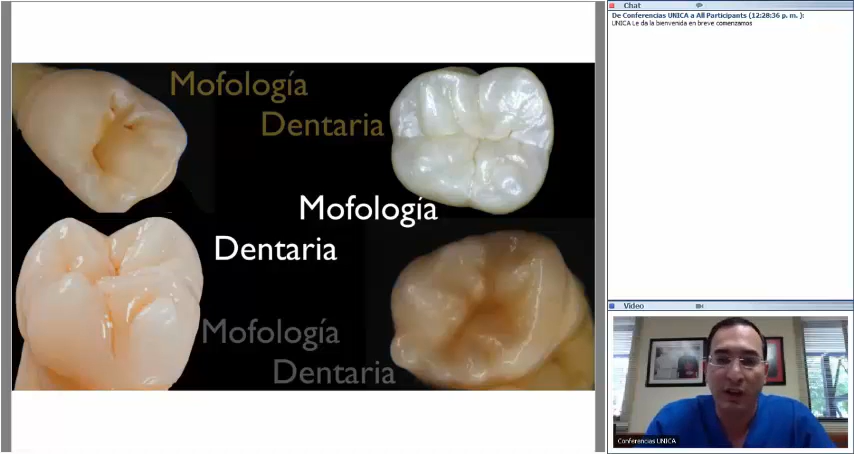 Mofología
Dentaria
Mofología
Dentaria
Mofología
Dentaria
Chat
De Conferencias UNICA a All Participants (12:28:36 p. m. ):
UNICA Le da la bienvenida en breve comenzamos
Video
Conferencias UNICA